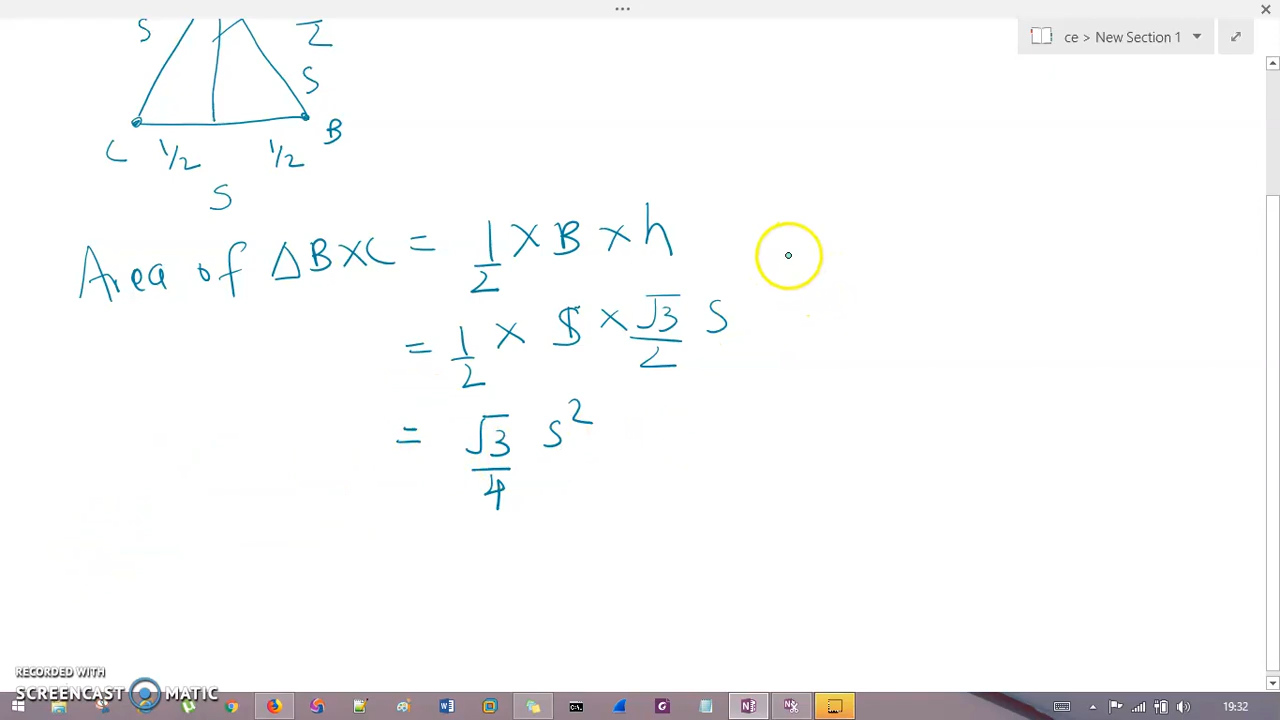 ...
ce > New Section 1
S
2
S
C
1/2
1/2
B
S
Area of ΔBXC = 1/2 × B × h
= 1/2 × S × √3/2 S
= √3/4 s²
RECORDED WITH
SCREENCAST MATIC
19:32